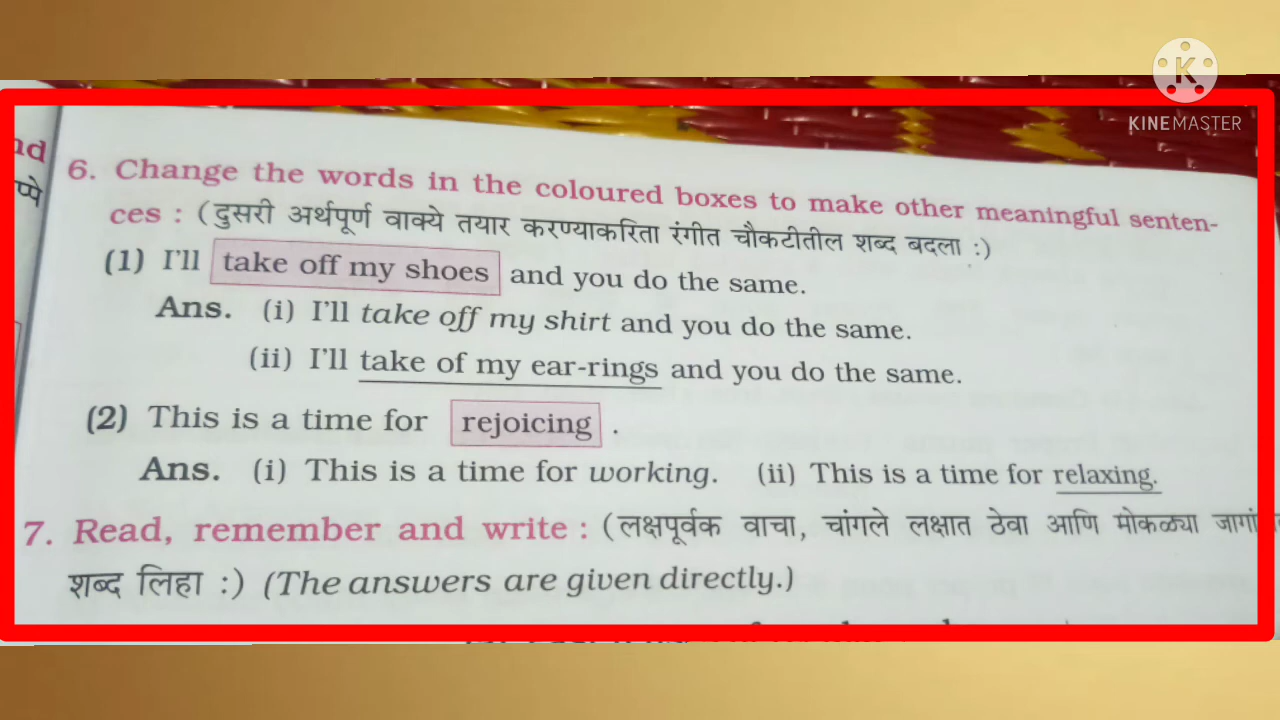 KINEMASTER
nd
प्पे
6. Change the words in the coloured boxes to make other meaningful senten-
ces : (दुसरी अर्थपूर्ण वाक्ये तयार करण्याकरिता रंगीत चौकटीतील शब्द बदला :)
(1) I'll take off my shoes and you do the same.
Ans. (i) I'll take off my shirt and you do the same.
(ii) I'll take of my ear-rings and you do the same.
(2) This is a time for rejoicing .
Ans. (i) This is a time for working. (ii) This is a time for relaxing.
7. Read, remember and write : (लक्षपूर्वक वाचा, चांगले लक्षात ठेवा आणि मोकळ्या
शब्द लिहा :) (The answers are given directly.)